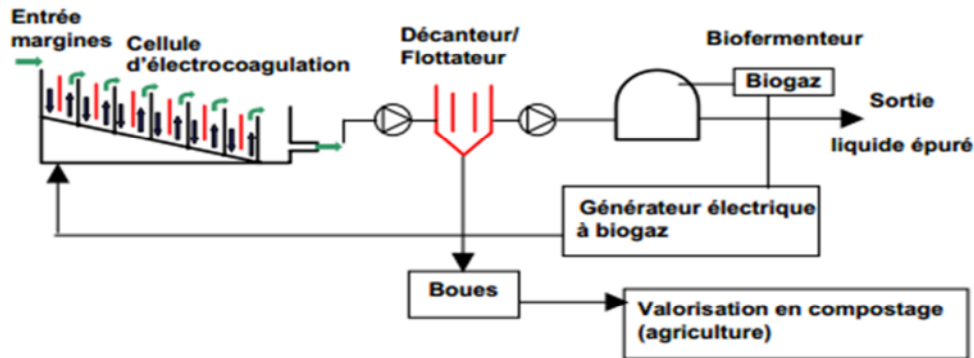 Entrée
margines
Cellule
d'électrocoagulation
Décanteur/
Flottateur
Biofermenteur
Biogaz
Sortie
liquide épuré
Générateur électrique
à biogaz
Boues
Valorisation en compostage
(agriculture)